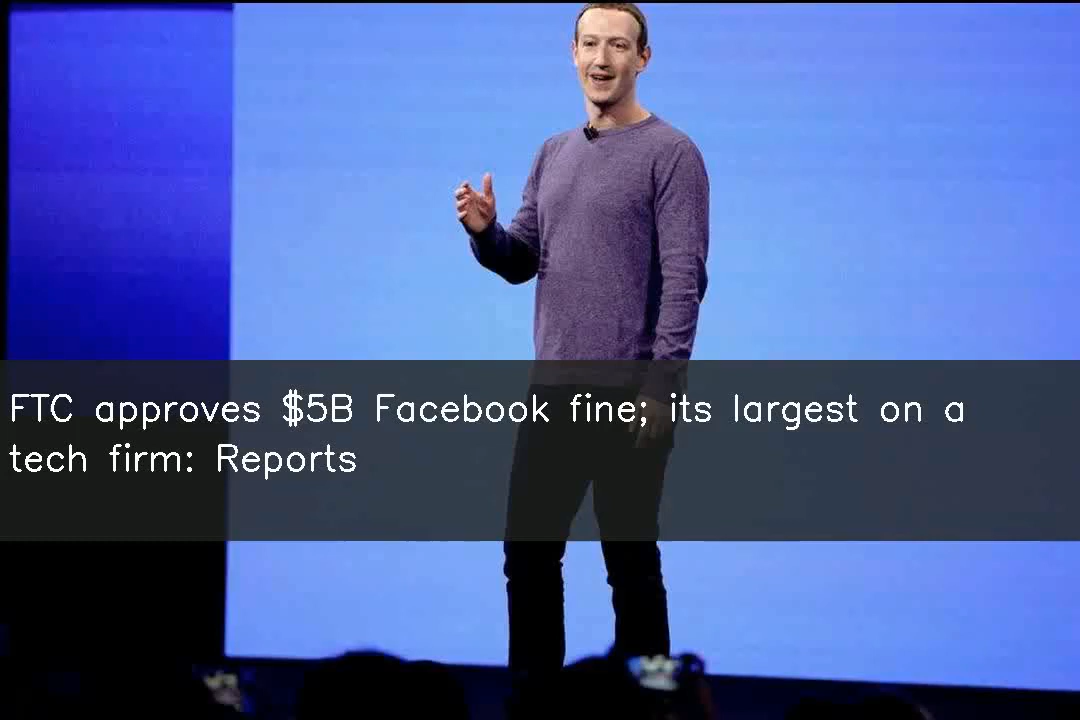 FTC approves $5B Facebook fine; its largest on a
tech firm: Reports